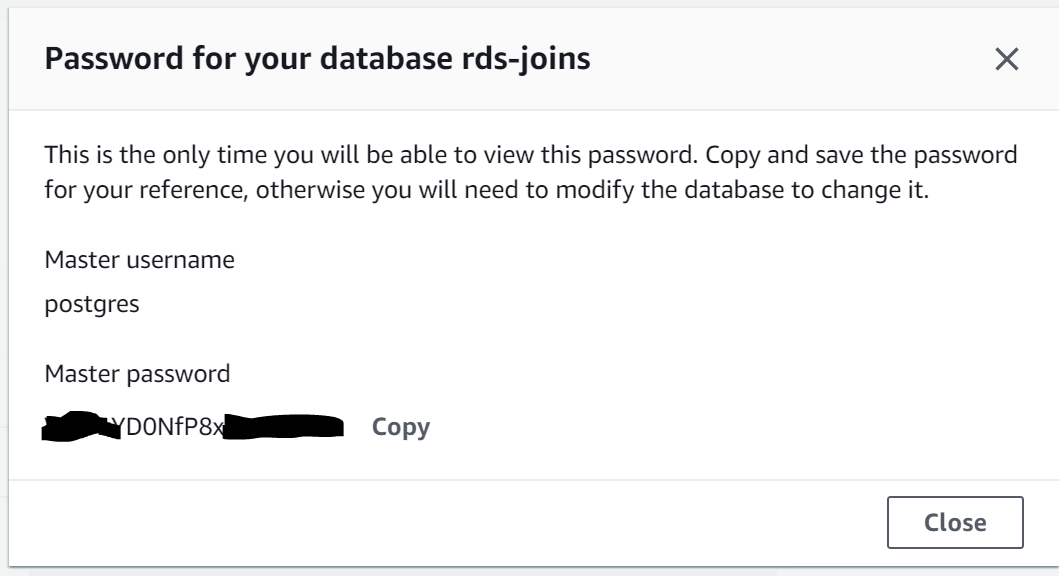 Password for your database rds-joins
This is the only time you will be able to view this password. Copy and save the password
for your reference, otherwise you will need to modify the database to change it.
Master username
postgres
Master password
YD0NfP8x Copy
Close